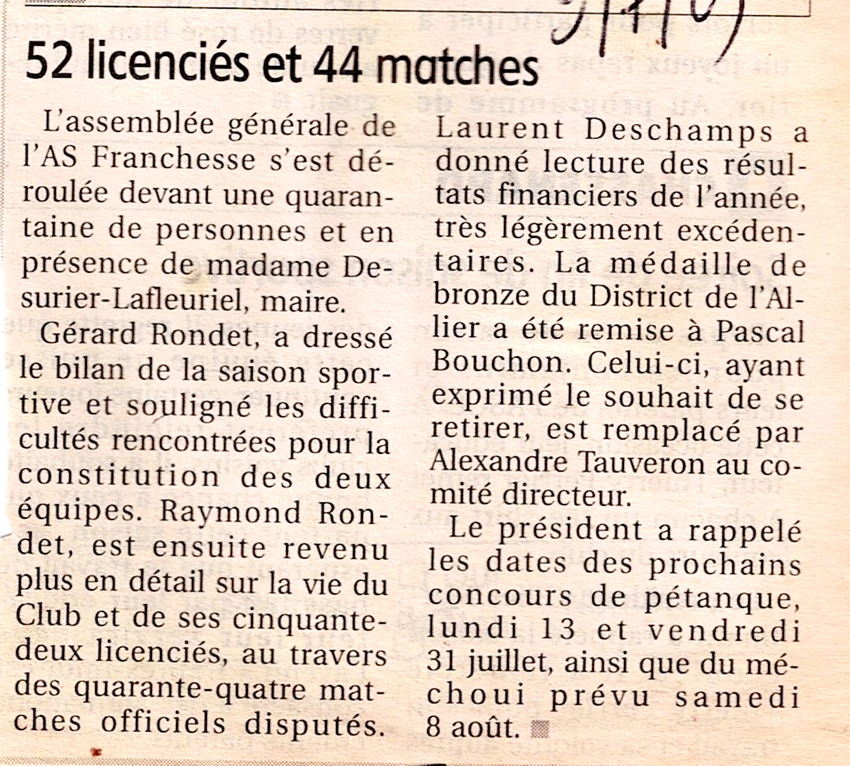 52 licenciés et 44 matches
L'assemblée générale de
l'AS Franchesse s'est dé-
roulée devant une quaran-
taine de personnes et en
présence de madame De-
surier-Lafleuriel, maire.
Gérard Rondet, a dressé
le bilan de la saison spor-
tive et souligné les diffi-
cultés rencontrées pour la
constitution des deux
équipes. Raymond Ron-
det, est ensuite revenu
plus en détail sur la vie du
Club et de ses cinquante-
deux licenciés, au travers
des quarante-quatre mat-
ches officiels disputés.
Laurent Deschamps a
donné lecture des résul-
tats financiers de l'année,
très légèrement excéden-
taires. La médaille de
bronze du District de l'Al-
lier a été remise à Pascal
Bouchon. Celui-ci, ayant
exprimé le souhait de se
retirer, est remplacé par
Alexandre Tauveron au co-
mité directeur.
Le président a rappelé
les dates des prochains
concours de pétanque,
lundi 13 et vendredi
31 juillet, ainsi que du mé-
choui prévu samedi
8 août.